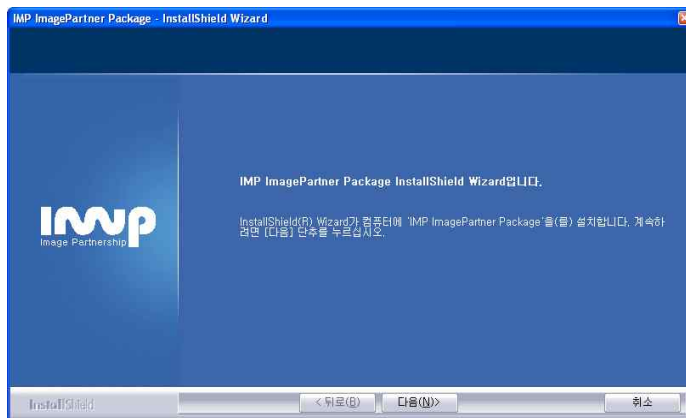 IMP ImagePartner Package - InstallShield Wizard
IMP ImagePartner Package InstallShield Wizard입니다.
InstallShield(R) Wizard가 컴퓨터에 'IMP ImagePartner Package'을(를) 설치합니다. 계속하
려면 [다음] 단추를 누르십시오.
imp
Image Partnership
InstallShield
< 뒤로(B)
다음(N)>
취소